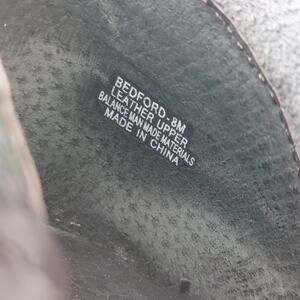 BEDFORD-8M
LEATHER UPPER
BALANCE MAN MADE MATERIALS
MADE IN CHINA